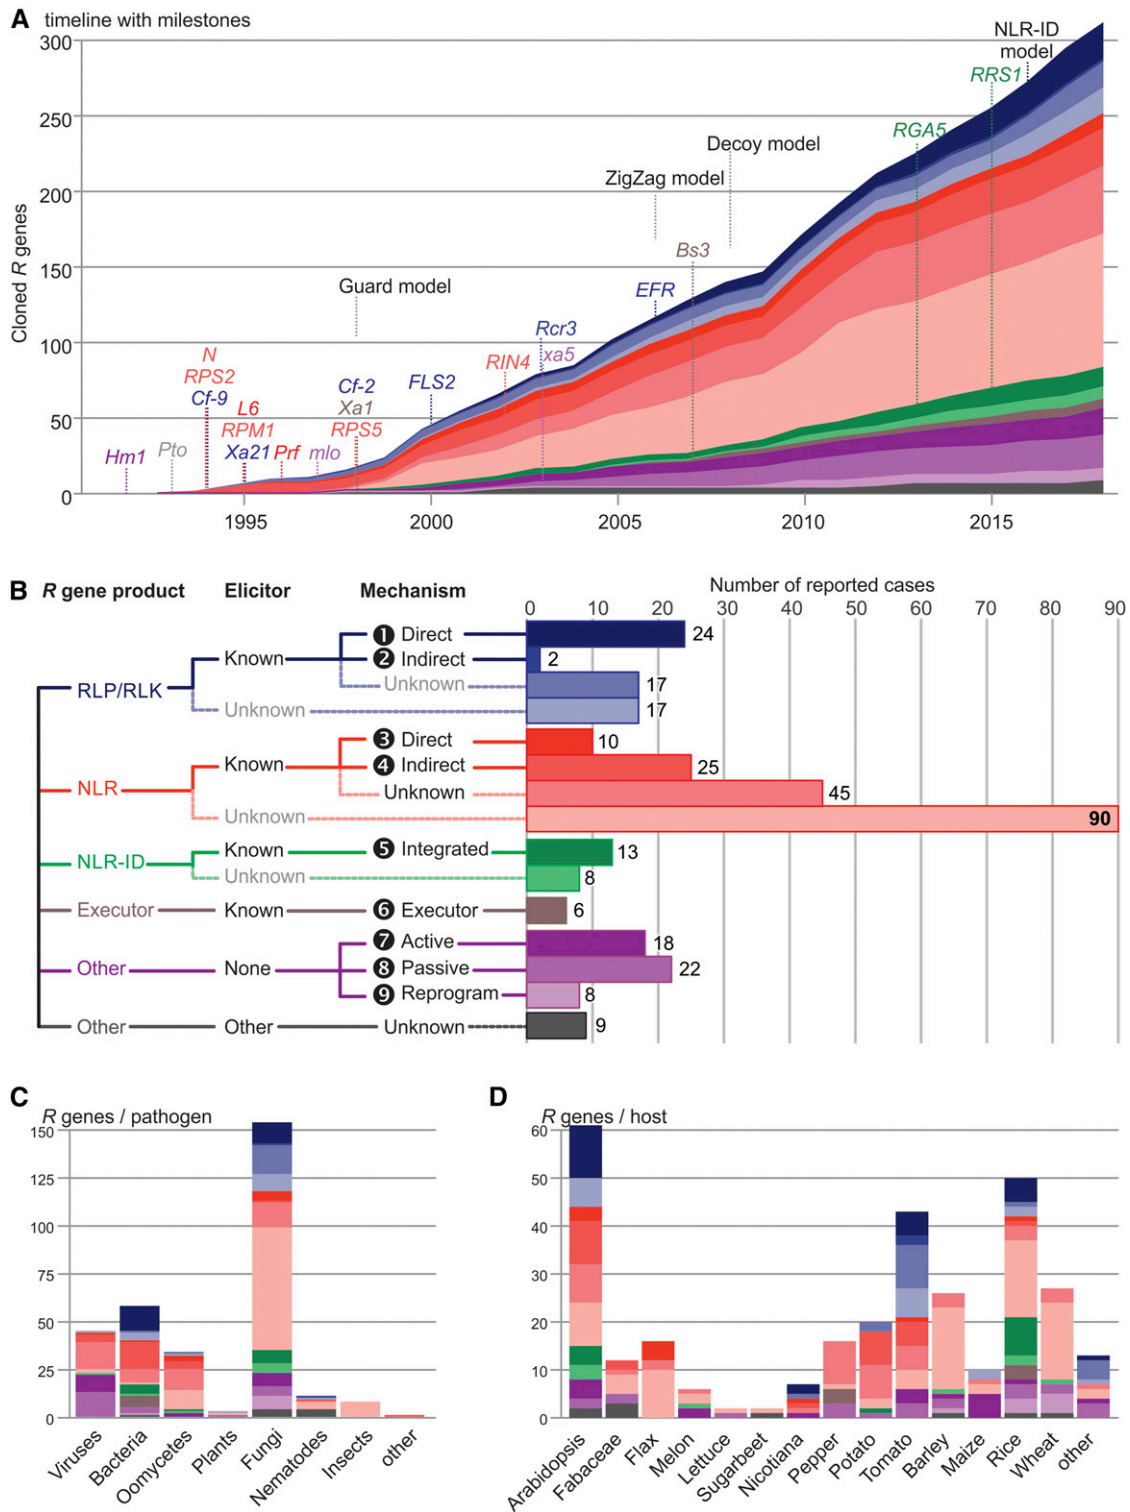 A timeline with milestones
Cloned R genes
300
250
200
150
100
50
0
1995
2000
2005
2010
2015
Hm1
Pto
N
RPS2
Cf-9
L6
RPM1
Xa21
Prf
mlo
Guard model
Cf-2
Xa1
RPS5
FLS2
RIN4
Rcr3
xa5
EFR
ZigZag model
Bs3
Decoy model
RGA5
RRS1
NLR-ID
model
B R gene product Elicitor Mechanism
Number of reported cases
0 10 20 30 40 50 60 70 80 90
RLP/RLK
Known
1 Direct 24
2 Indirect 2
Unknown 17
Unknown 17
NLR
Known
3 Direct 10
4 Indirect 25
Unknown 45
Unknown 90
NLR-ID
Known 5 Integrated 13
Unknown 8
Executor Known 6 Executor 6
Other None
7 Active 18
8 Passive 22
9 Reprogram 8
Other Other Unknown 9
C R genes / pathogen
150
125
100
75
50
25
0
Viruses
Bacteria
Oomycetes
Plants
Fungi
Nematodes
Insects
other
D R genes / host
60
50
40
30
20
10
0
Arabidopsis
Fabaceae
Flax
Melon
Lettuce
Sugarbeet
Nicotiana
Pepper
Potato
Tomato
Barley
Maize
Rice
Wheat
other